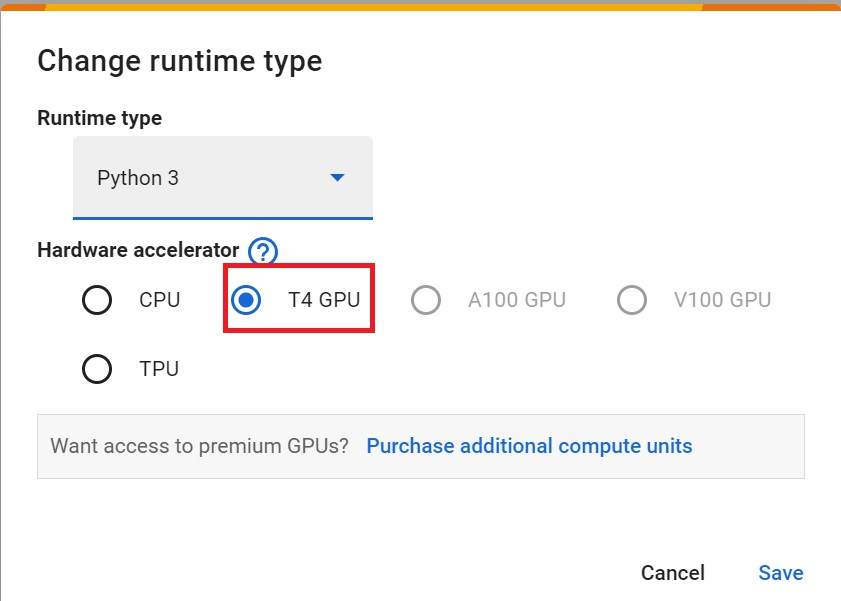 Change runtime type
Runtime type
Python 3
Hardware accelerator ?
CPU T4 GPU A100 GPU V100 GPU
TPU
Want access to premium GPUs? Purchase additional compute units
Cancel Save